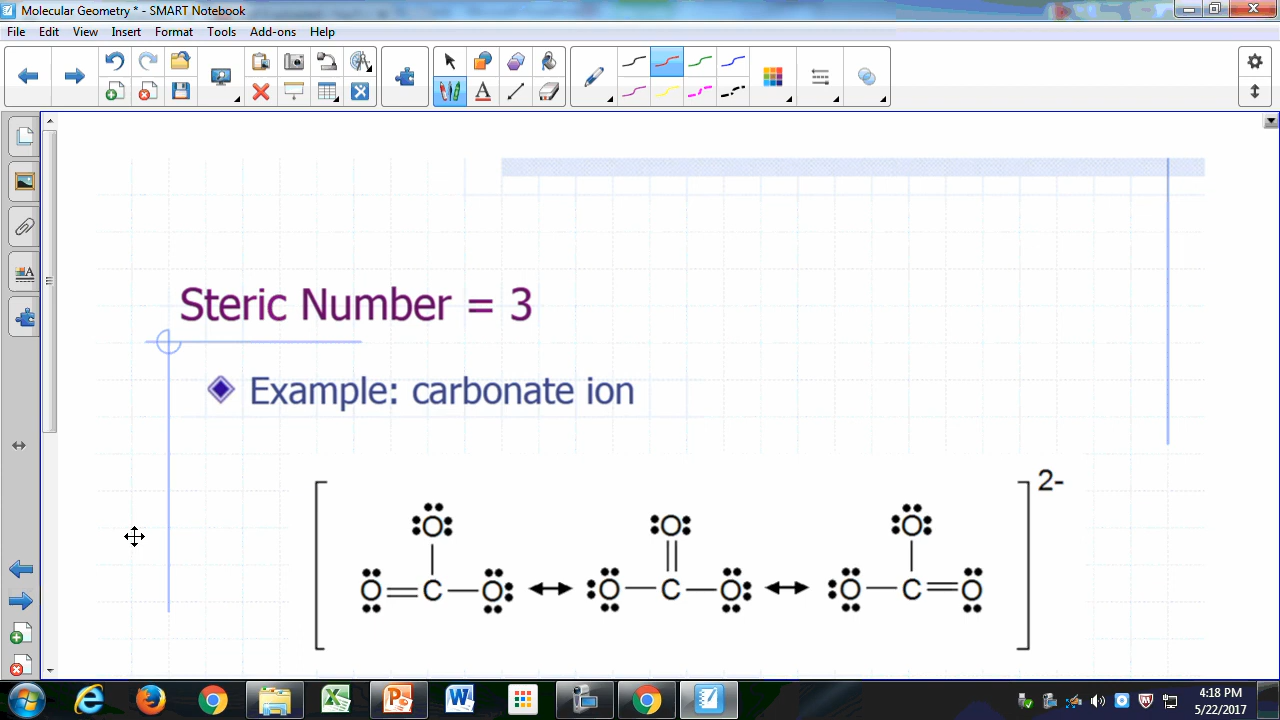 Molecular Geometry * - SMART Notebook
File Edit View Insert Format Tools Add-ons Help
Steric Number = 3
Example: carbonate ion
2-
O O O
O=C—O ↔ O—C—O ↔ O—C=O
4:18 PM
5/22/2017